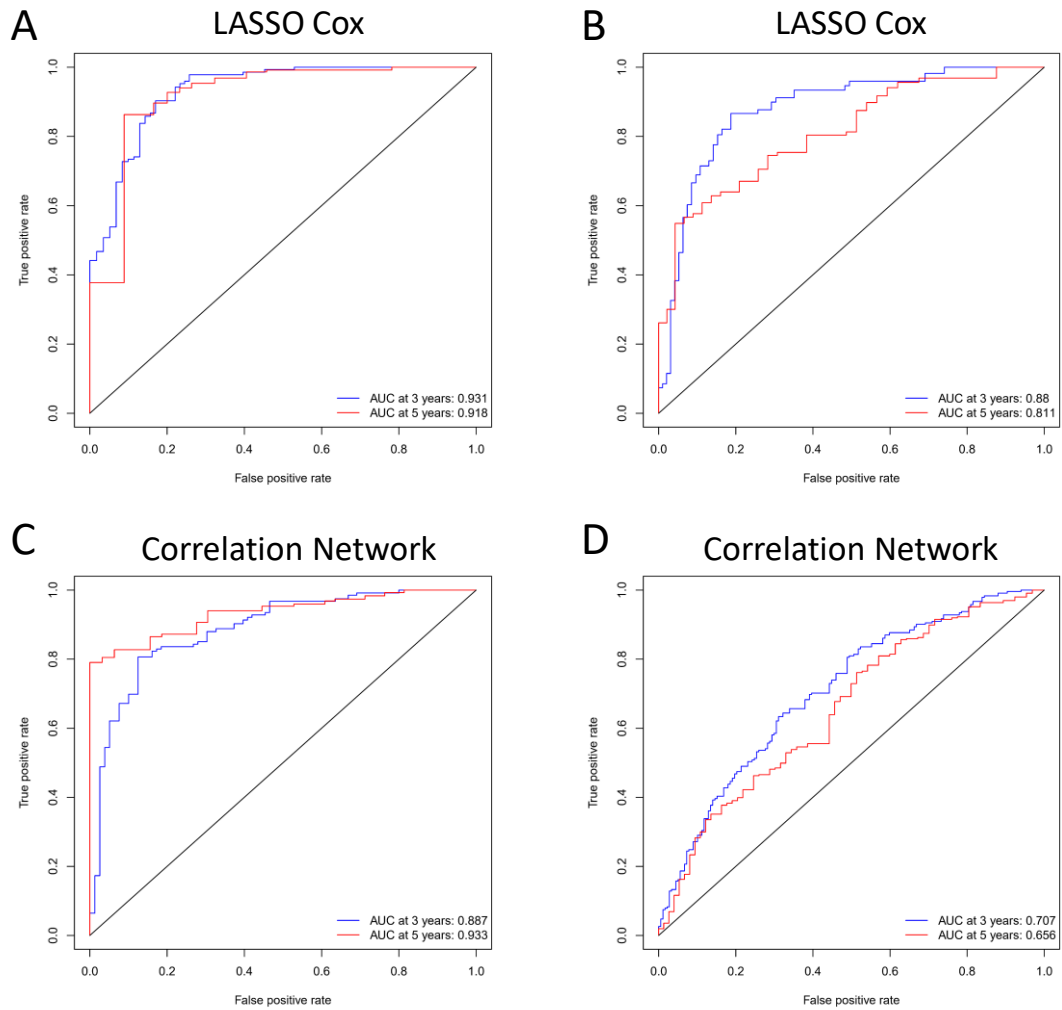 A
LASSO Cox
True positive rate
0.0
0.2
0.4
0.6
0.8
1.0
AUC at 3 years: 0.931
AUC at 5 years: 0.918
0.0 0.2 0.4 0.6 0.8 1.0
False positive rate
B
LASSO Cox
True positive rate
0.0
0.2
0.4
0.6
0.8
1.0
AUC at 3 years: 0.88
AUC at 5 years: 0.811
0.0 0.2 0.4 0.6 0.8 1.0
False positive rate
C
Correlation Network
True positive rate
0.0
0.2
0.4
0.6
0.8
1.0
AUC at 3 years: 0.887
AUC at 5 years: 0.933
0.0 0.2 0.4 0.6 0.8 1.0
False positive rate
D
Correlation Network
True positive rate
0.0
0.2
0.4
0.6
0.8
1.0
AUC at 3 years: 0.707
AUC at 5 years: 0.656
0.0 0.2 0.4 0.6 0.8 1.0
False positive rate